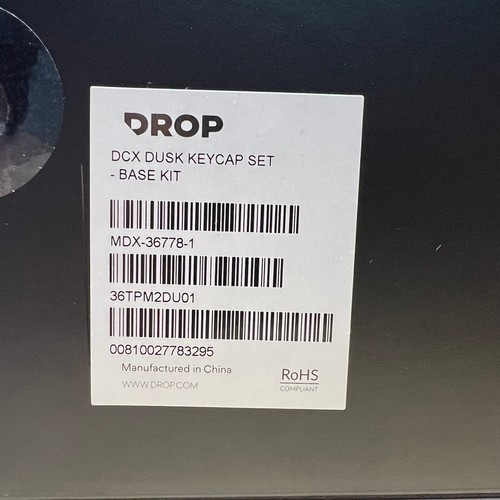 DROP
DCX DUSK KEYCAP SET
- BASE KIT
MDX-36778-1
36TPM2DU01
00810027783295
Manufactured in China
WWW.DROP.COM
RoHS
COMPLIANT